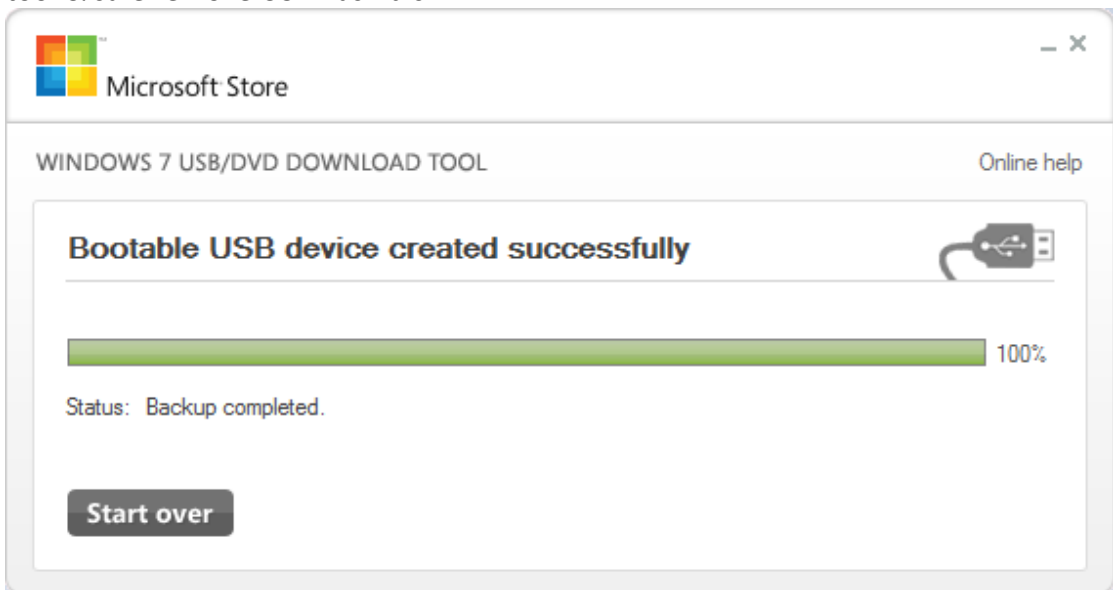 Microsoft Store
WINDOWS 7 USB/DVD DOWNLOAD TOOL
Online help
Bootable USB device created successfully
100%
Status: Backup completed.
Start over